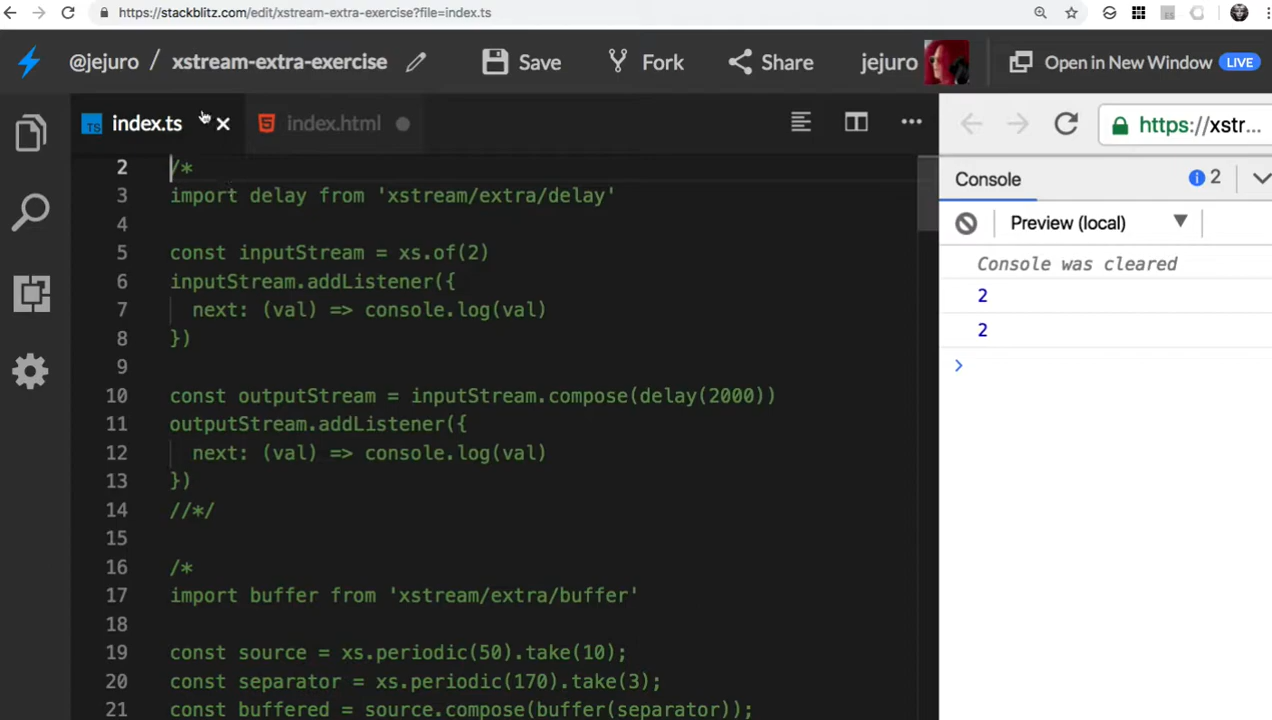 https://stackblitz.com/edit/xstream-extra-exercise?file=index.ts
@jejuro / xstream-extra-exercise Save Fork Share jejuro Open in New Window LIVE
TS index.ts index.html https://xstr...
2 /*
3 import delay from 'xstream/extra/delay'
4
5 const inputStream = xs.of(2)
6 inputStream.addListener({
7 next: (val) => console.log(val)
8 })
9
10 const outputStream = inputStream.compose(delay(2000))
11 outputStream.addListener({
12 next: (val) => console.log(val)
13 })
14 //*/
15
16 /*
17 import buffer from 'xstream/extra/buffer'
18
19 const source = xs.periodic(50).take(10);
20 const separator = xs.periodic(170).take(3);
21 const buffered = source.compose(buffer(separator));
Console 2
Preview (local)
Console was cleared
2
2